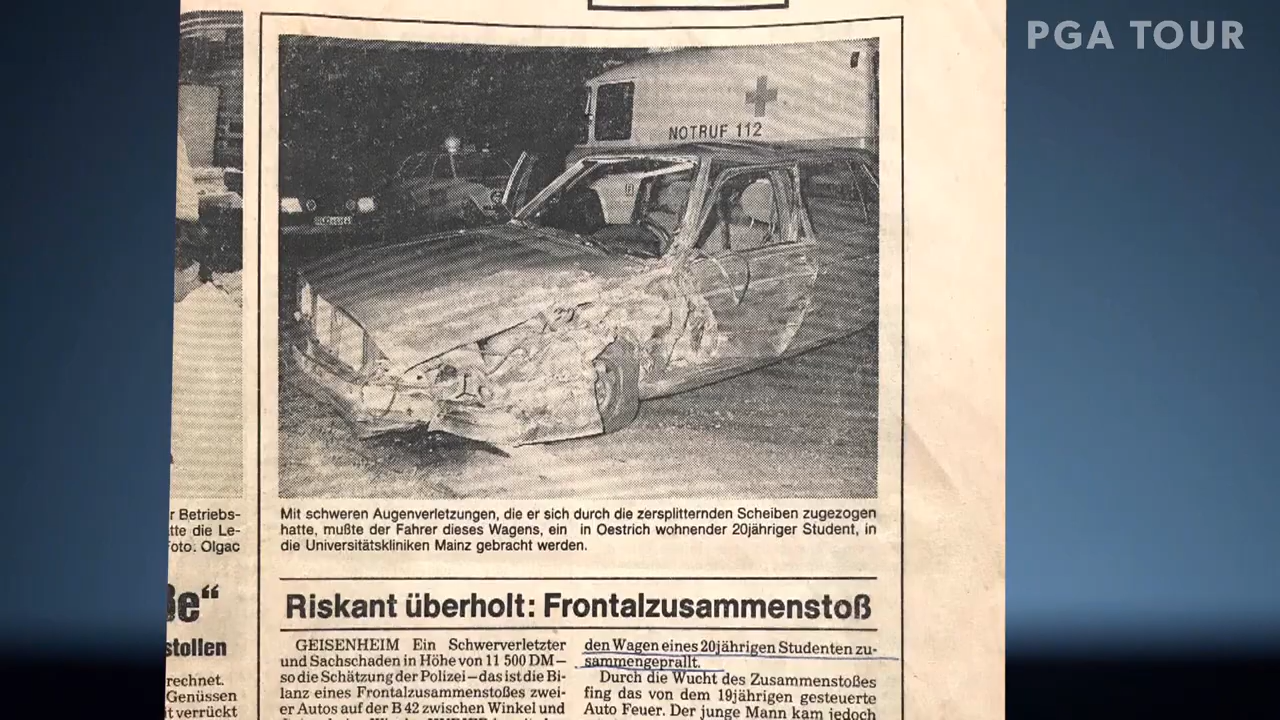 PGA TOUR
NOTRUF 112
r Betriebs-
tte die Le-
Foto: Olgac
Be“
stollen
rechnet.
Genüssen
t verrückt
Mit schweren Augenverletzungen, die er sich durch die zersplitternden Scheiben zugezogen
hatte, mußte der Fahrer dieses Wagens, ein in Oestrich wohnender 20jähriger Student, in
die Universitätskliniken Mainz gebracht werden.
Riskant überholt: Frontalzusammenstoß
GEISENHEIM Ein Schwerverletzter
und Sachschaden in Höhe von 11 500 DM –
so die Schätzung der Polizei – das ist die Bi-
lanz eines Frontalzusammenstoßes zwei-
er Autos auf der B 42 zwischen Winkel und
den Wagen eines 20jährigen Studenten zu-
sammengeprallt.
Durch die Wucht des Zusammenstoßes
fing das von dem 19jährigen gesteuerte
Auto Feuer. Der junge Mann kam jedoch